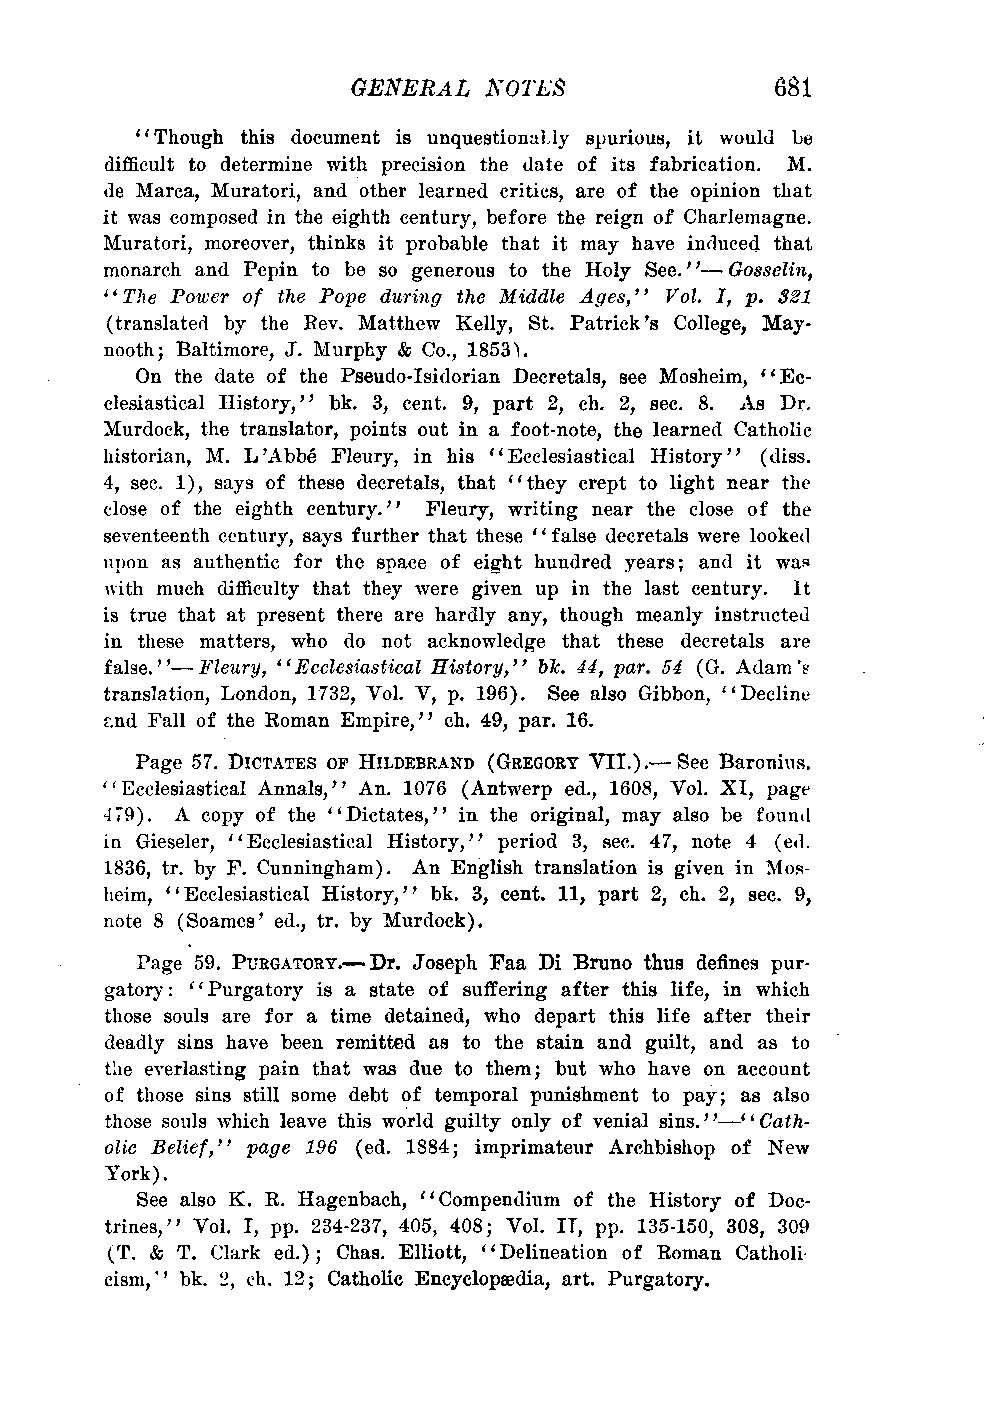 GENERAL NOTES 681
"Though this document is unquestionably spurious, it would be
difficult to determine with precision the date of its fabrication. M.
de Marca, Muratori, and other learned critics, are of the opinion that
it was composed in the eighth century, before the reign of Charlemagne.
Muratori, moreover, thinks it probable that it may have induced that
monarch and Pepin to be so generous to the Holy See."—Gosselin,
"The Power of the Pope during the Middle Ages," Vol. I, p. 321
(translated by the Rev. Matthew Kelly, St. Patrick's College, May-
nooth; Baltimore, J. Murphy & Co., 1853).
On the date of the Pseudo-Isidorian Decretals, see Mosheim, "Ec-
clesiastical History," bk. 3, cent. 9, part 2, ch. 2, sec. 8. As Dr.
Murdock, the translator, points out in a foot-note, the learned Catholic
historian, M. L'Abbé Fleury, in his "Ecclesiastical History" (diss.
4, sec. 1), says of these decretals, that "they crept to light near the
close of the eighth century." Fleury, writing near the close of the
seventeenth century, says further that these "false decretals were looked
upon as authentic for the space of eight hundred years; and it was
with much difficulty that they were given up in the last century. It
is true that at present there are hardly any, though meanly instructed
in these matters, who do not acknowledge that these decretals are
false."—Fleury, "Ecclesiastical History," bk. 44, par. 54 (G. Adam's
translation, London, 1732, Vol. V, p. 196). See also Gibbon, "Decline
and Fall of the Roman Empire," ch. 49, par. 16.
Page 57. DICTATES OF HILDEBRAND (GREGORY VII.).—See Baronius,
"Ecclesiastical Annals," An. 1076 (Antwerp ed., 1608, Vol. XI, page
479). A copy of the "Dictates," in the original, may also be found
in Gieseler, "Ecclesiastical History," period 3, sec. 47, note 4 (ed.
1836, tr. by F. Cunningham). An English translation is given in Mos-
heim, "Ecclesiastical History," bk. 3, cent. 11, part 2, ch. 2, sec. 9,
note 8 (Soames' ed., tr. by Murdock).
Page 59. PURGATORY.—Dr. Joseph Faa Di Bruno thus defines pur-
gatory: "Purgatory is a state of suffering after this life, in which
those souls are for a time detained, who depart this life after their
deadly sins have been remitted as to the stain and guilt, and as to
the everlasting pain that was due to them; but who have on account
of those sins still some debt of temporal punishment to pay; as also
those souls which leave this world guilty only of venial sins."—"Cath-
olic Belief," page 196 (ed. 1884; imprimateur Archbishop of New
York).
See also K. R. Hagenbach, "Compendium of the History of Doc-
trines," Vol. I, pp. 234-237, 405, 408; Vol. II, pp. 135-150, 308, 309
(T. & T. Clark ed.); Chas. Elliott, "Delineation of Roman Catholi-
cism," bk. 2, ch. 12; Catholic Encyclopædia, art. Purgatory.